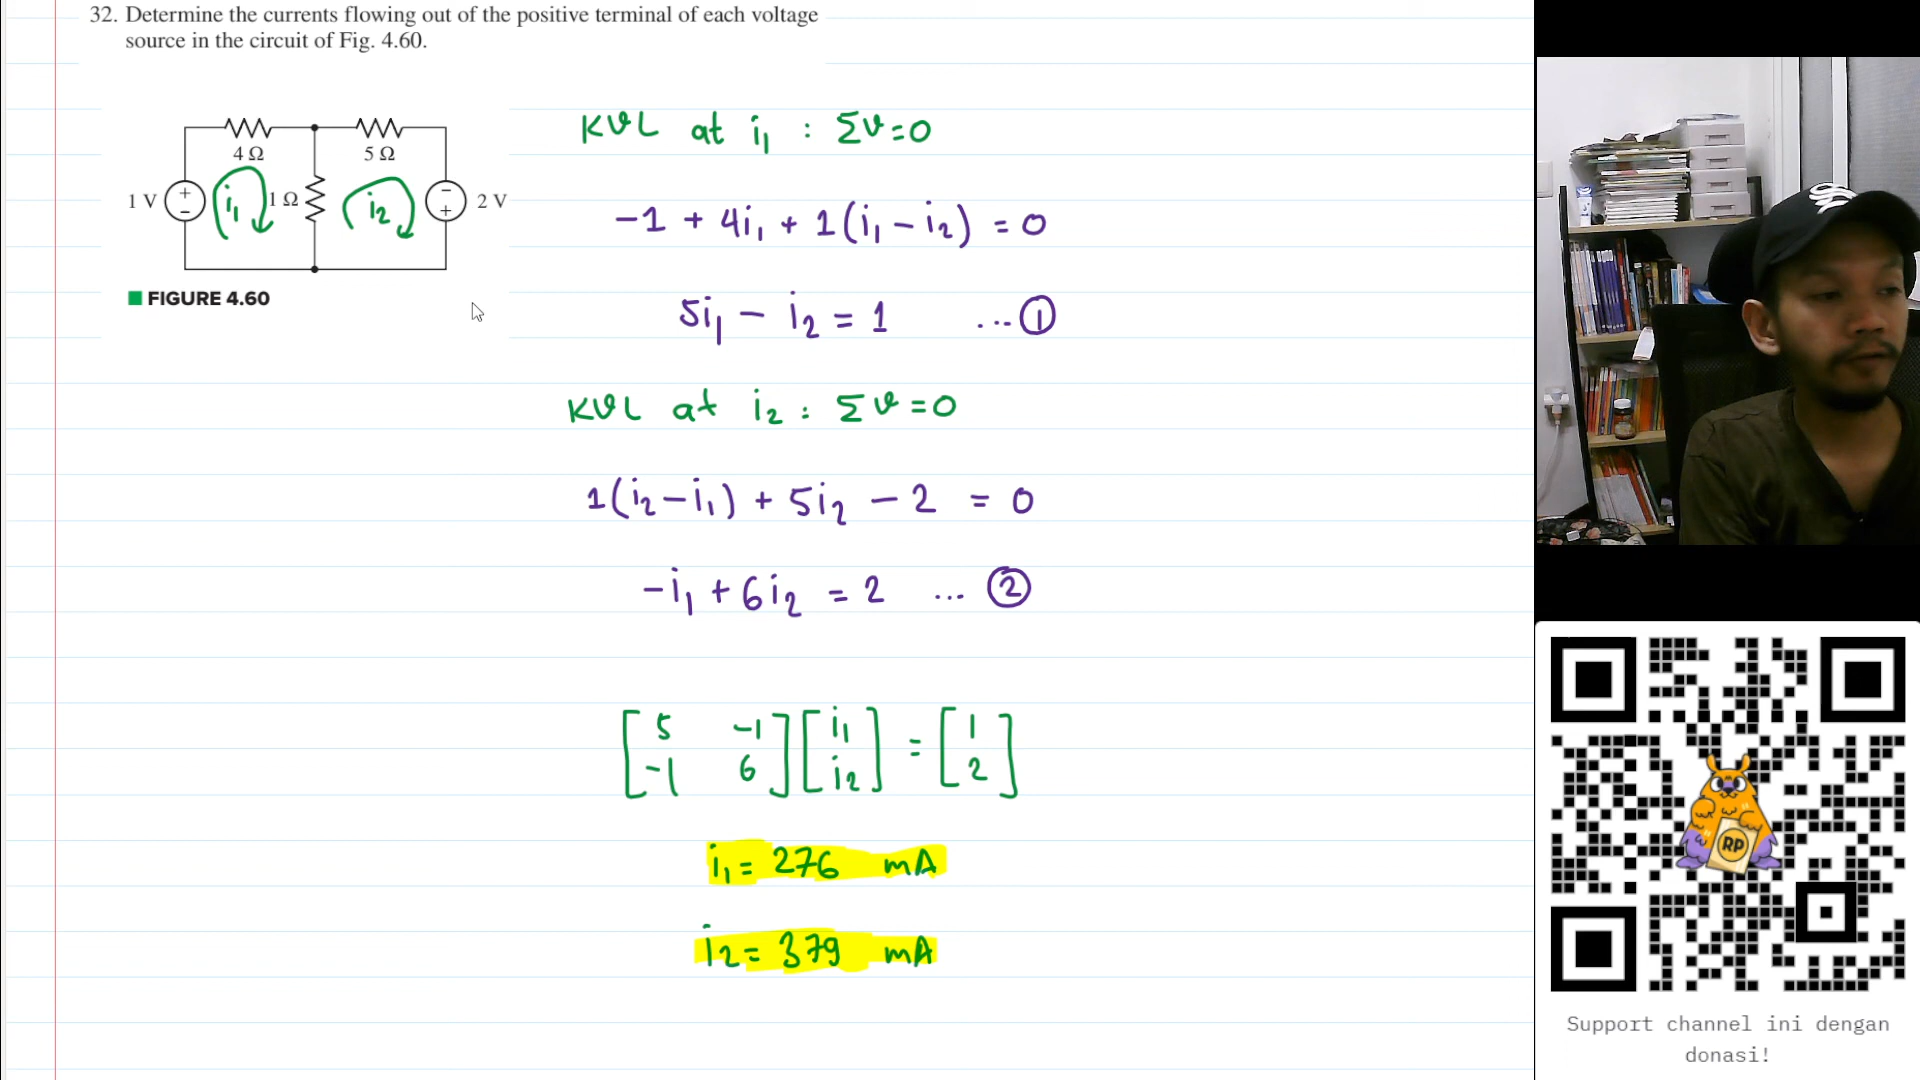 32. Determine the currents flowing out of the positive terminal of each voltage
source in the circuit of Fig. 4.60.
4 Ω
5 Ω
1 V
+
-
i₁
1 Ω
i₂
-
+
2 V
FIGURE 4.60
KVL at i₁ : Σv=0
-1 + 4i₁ + 1(i₁ - i₂) = 0
5i₁ - i₂ = 1 ... ①
KVL at i₂ : Σv=0
1(i₂ - i₁) + 5i₂ - 2 = 0
-i₁ + 6i₂ = 2 ... ②
[5 -1] [i₁] = [1]
[-1 6] [i₂] [2]
i₁ = 276 mA
i₂ = 379 mA
RP
Support channel ini dengan
donasi!